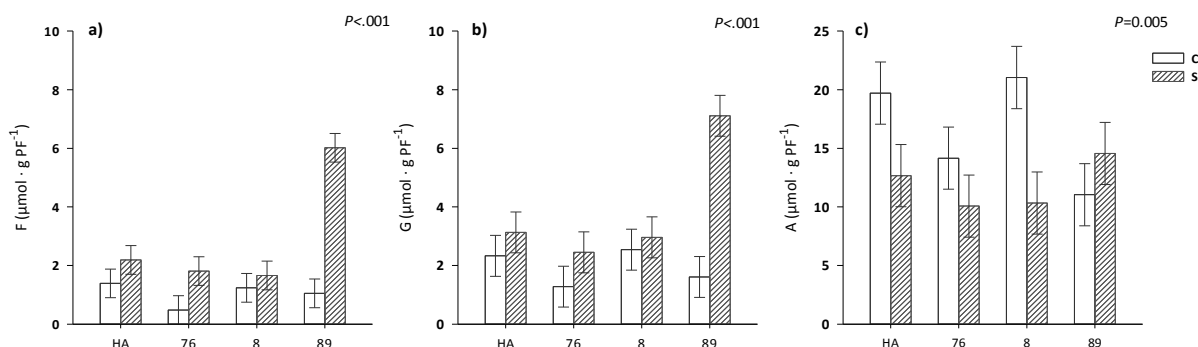 a)
P<.001
10
8
6
4
2
0
F (µmol · g PF⁻¹)
HA 76 8 89
b)
P<.001
10
8
6
4
2
0
G (µmol · g PF⁻¹)
HA 76 8 89
c)
P=0.005
25
20
15
10
5
0
A (µmol · g PF⁻¹)
HA 76 8 89
c
s